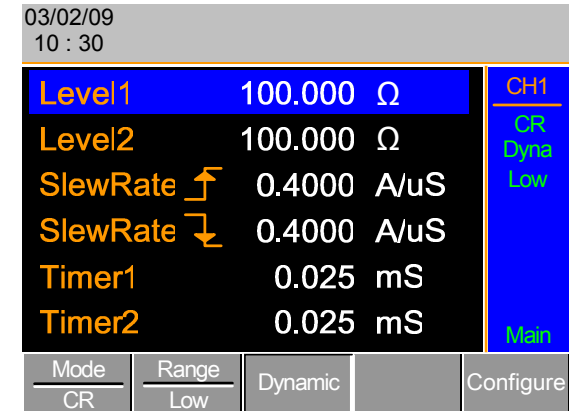 03/02/09
10 : 30
Level1 100.000 Ω
Level2 100.000 Ω
SlewRate 0.4000 A/uS
SlewRate 0.4000 A/uS
Timer1 0.025 mS
Timer2 0.025 mS
CH1
CR
Dyna
Low
Main
Mode
CR
Range
Low
Dynamic
Configure